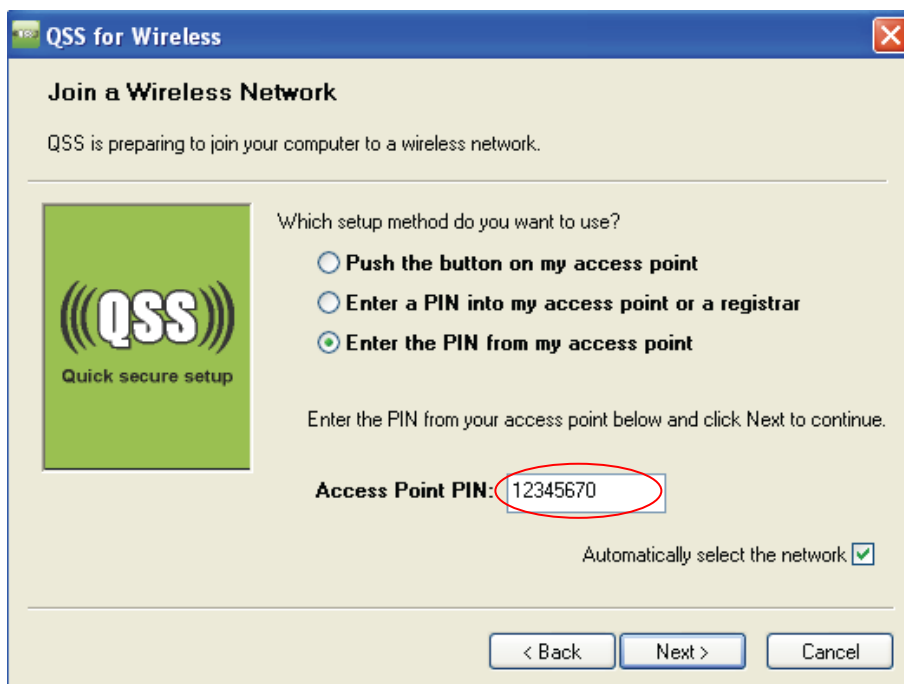 QSS for Wireless
Join a Wireless Network
QSS is preparing to join your computer to a wireless network.
Which setup method do you want to use?
Push the button on my access point
Enter a PIN into my access point or a registrar
Enter the PIN from my access point
QSS
Quick secure setup
Enter the PIN from your access point below and click Next to continue.
Access Point PIN: 12345670
Automatically select the network
< Back Next > Cancel